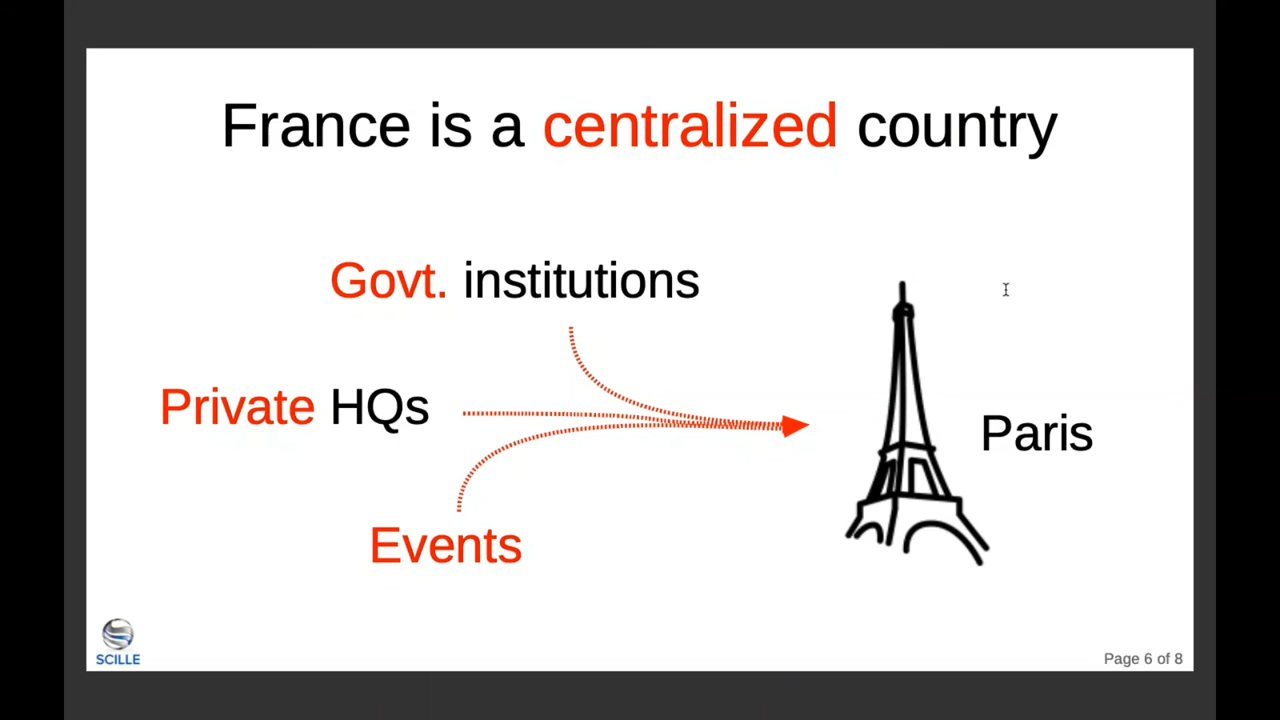 France is a centralized country
Govt. institutions
Private HQs
Paris
Events
SCILLE
Page 6 of 8